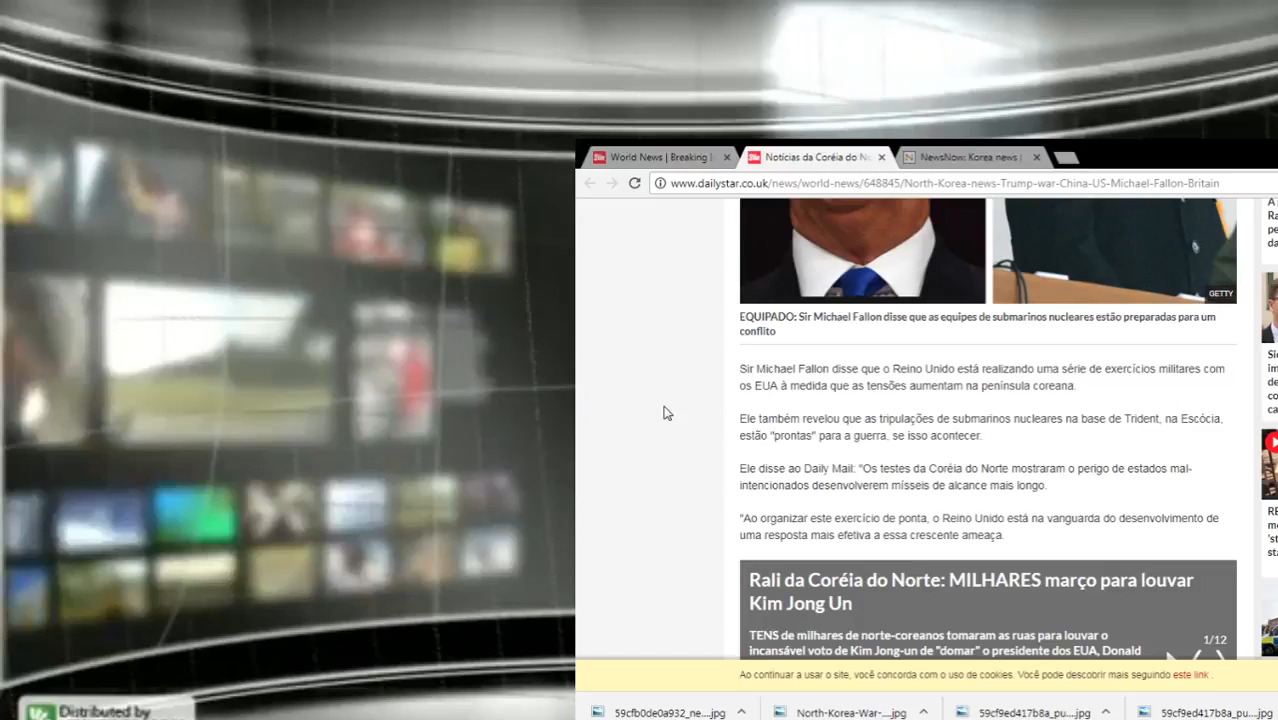 World News | Breaking
Notícias da Coréia do N
NewsNow: Korea news |
www.dailystar.co.uk/news/world-news/648845/North-Korea-news-Trump-war-China-US-Michael-Fallon-Britain
GETTY
EQUIPADO: Sir Michael Fallon disse que as equipes de submarinos nucleares estão preparadas para um
conflito
Sir Michael Fallon disse que o Reino Unido está realizando uma série de exercícios militares com
os EUA à medida que as tensões aumentam na península coreana.
Ele também revelou que as tripulações de submarinos nucleares na base de Trident, na Escócia,
estão "prontas" para a guerra, se isso acontecer.
Ele disse ao Daily Mail: "Os testes da Coréia do Norte mostraram o perigo de estados mal-
intencionados desenvolverem mísseis de alcance mais longo.
"Ao organizar este exercício de ponta, o Reino Unido está na vanguarda do desenvolvimento de
uma resposta mais efetiva a essa crescente ameaça.
Rali da Coréia do Norte: MILHARES março para louvar
Kim Jong Un
TENS de milhares de norte-coreanos tomaram as ruas para louvar o
incansável voto de Kim Jong-un de "domar" o presidente dos EUA, Donald
1/12
Ao continuar a usar o site, você concorda com o uso de cookies. Você pode descobrir mais seguindo este link .
59cfb0de0a932_ne....jpg
North-Korea-War-....jpg
59cf9ed417b8a_pu....jpg
59cf9ed417b8a_pu....jpg
Distributed by